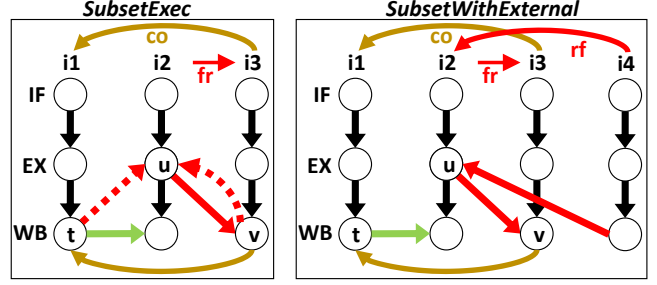 SubsetExec
co
i1 i2 i3
fr
IF
EX
u
WB
t
v
SubsetWithExternal
co
rf
i1 i2 i3 i4
fr
IF
EX
u
WB
t
v